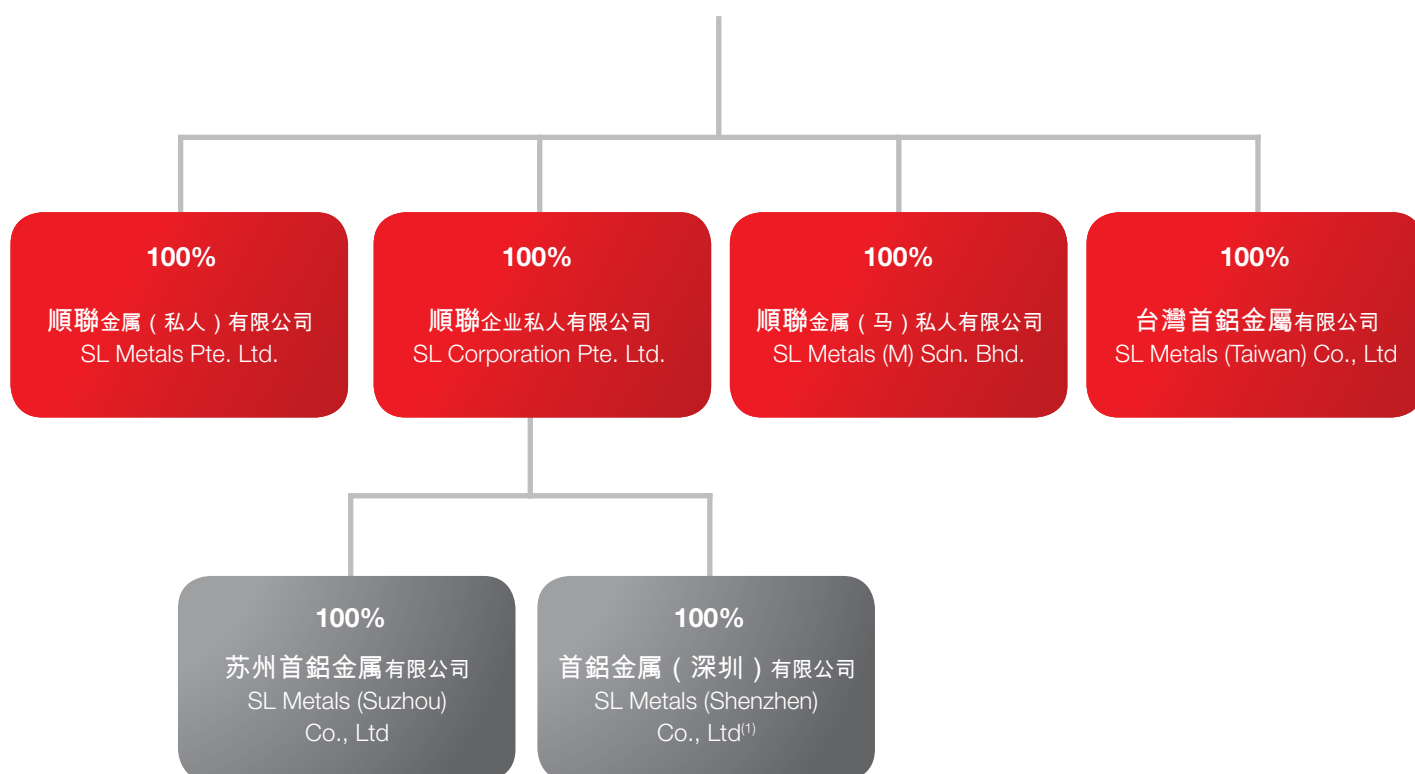 100%
順聯金属（私人）有限公司
SL Metals Pte. Ltd.
100%
順聯企业私人有限公司
SL Corporation Pte. Ltd.
100%
順聯金属（马）私人有限公司
SL Metals (M) Sdn. Bhd.
100%
台灣首鋁金屬有限公司
SL Metals (Taiwan) Co., Ltd
100%
苏州首鋁金属有限公司
SL Metals (Suzhou)
Co., Ltd
100%
首鋁金属（深圳）有限公司
SL Metals (Shenzhen)
Co., Ltd(1)